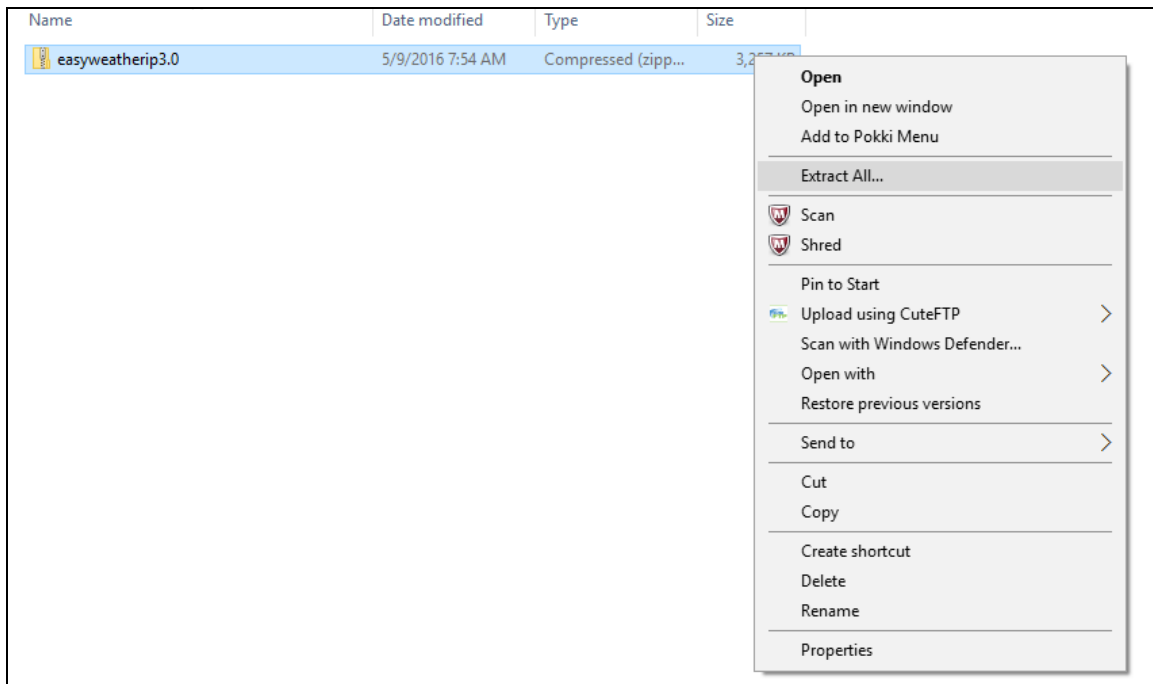 Name Date modified Type Size
easyweatherip3.0 5/9/2016 7:54 AM Compressed (zipp...
Open
Open in new window
Add to Pokki Menu
Extract All...
Scan
Shred
Pin to Start
Upload using CuteFTP
Scan with Windows Defender...
Open with
Restore previous versions
Send to
Cut
Copy
Create shortcut
Delete
Rename
Properties